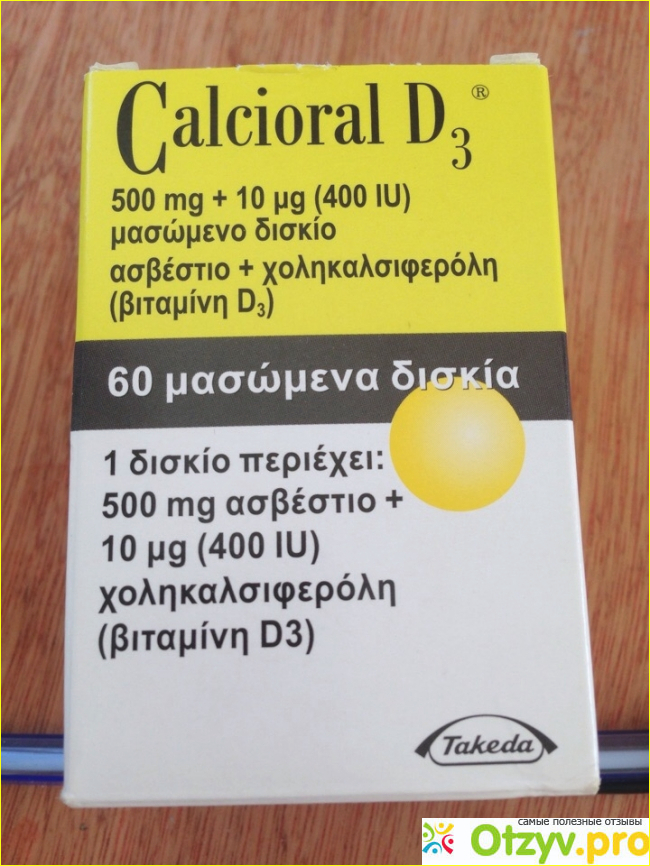 Calcioral D3®
500 mg + 10 μg (400 IU)
μασώμενο δισκίο
ασβέστιο + χοληκαλσιφερόλη
(βιταμίνη D3)
60 μασώμενα δισκία
1 δισκίο περιέχει:
500 mg ασβέστιο +
10 μg (400 IU)
χοληκαλσιφερόλη
(βιταμίνη D3)
Takeda
самые полезные отзывы
Otzyv.pro